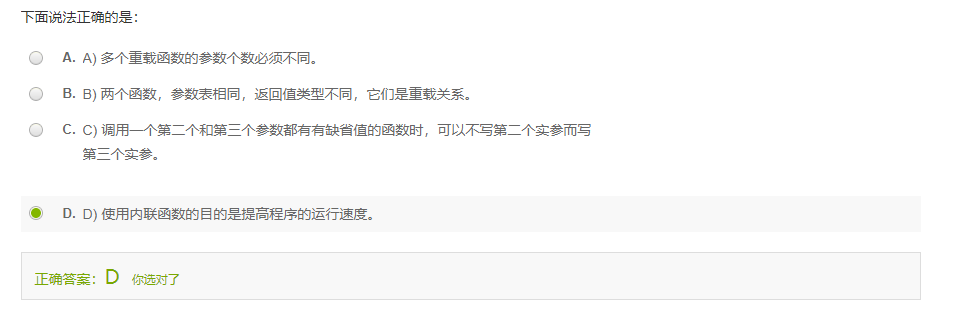 下面说法正确的是:
A. A) 多个重载函数的参数个数必须不同。
B. B) 两个函数，参数表相同，返回值类型不同，它们是重载关系。
C. C) 调用一个第二个和第三个参数都有有缺省值的函数时，可以不写第二个实参而写
第三个实参。
D. D) 使用内联函数的目的是提高程序的运行速度。
正确答案: D 你选对了